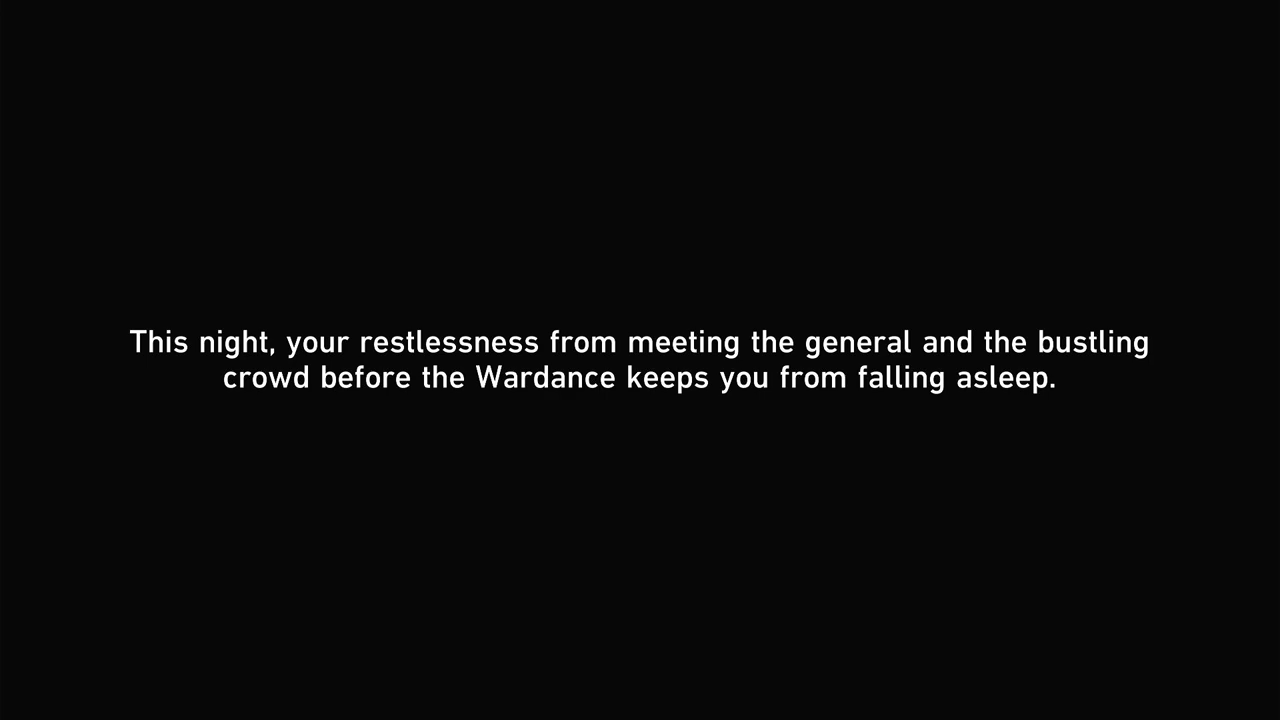 This night, your restlessness from meeting the general and the bustling
crowd before the Wardance keeps you from falling asleep.